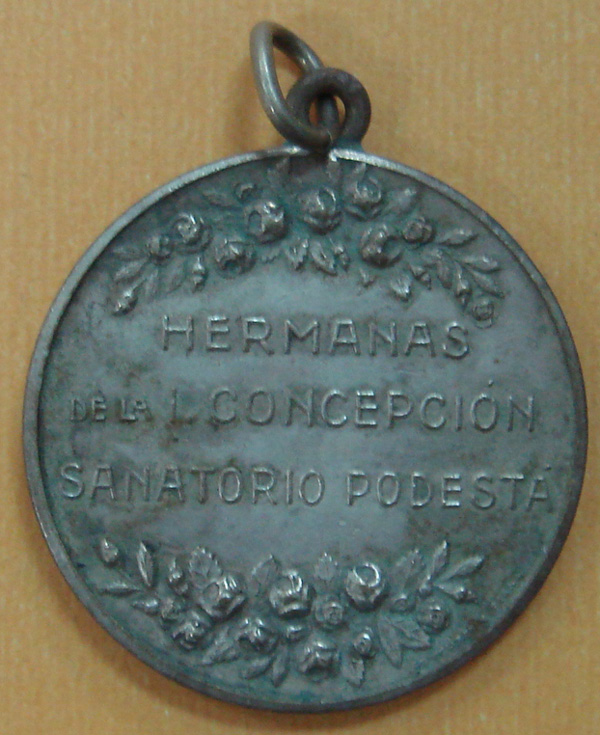 HERMANAS
DE LA I. CONCEPCIÓN
SANATORIO PODESTÁ